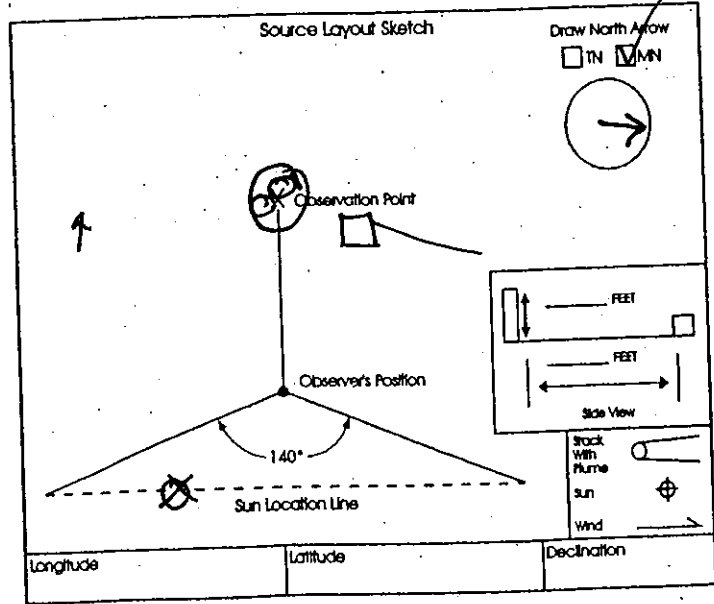 Source Layout Sketch
Draw North Arrow
TN MN
Observation Point
FEET
FEET
Side View
Observer's Position
140°
Sun Location Line
Stack
With
Plume
Sun
Wind
Longitude
Latitude
Declination